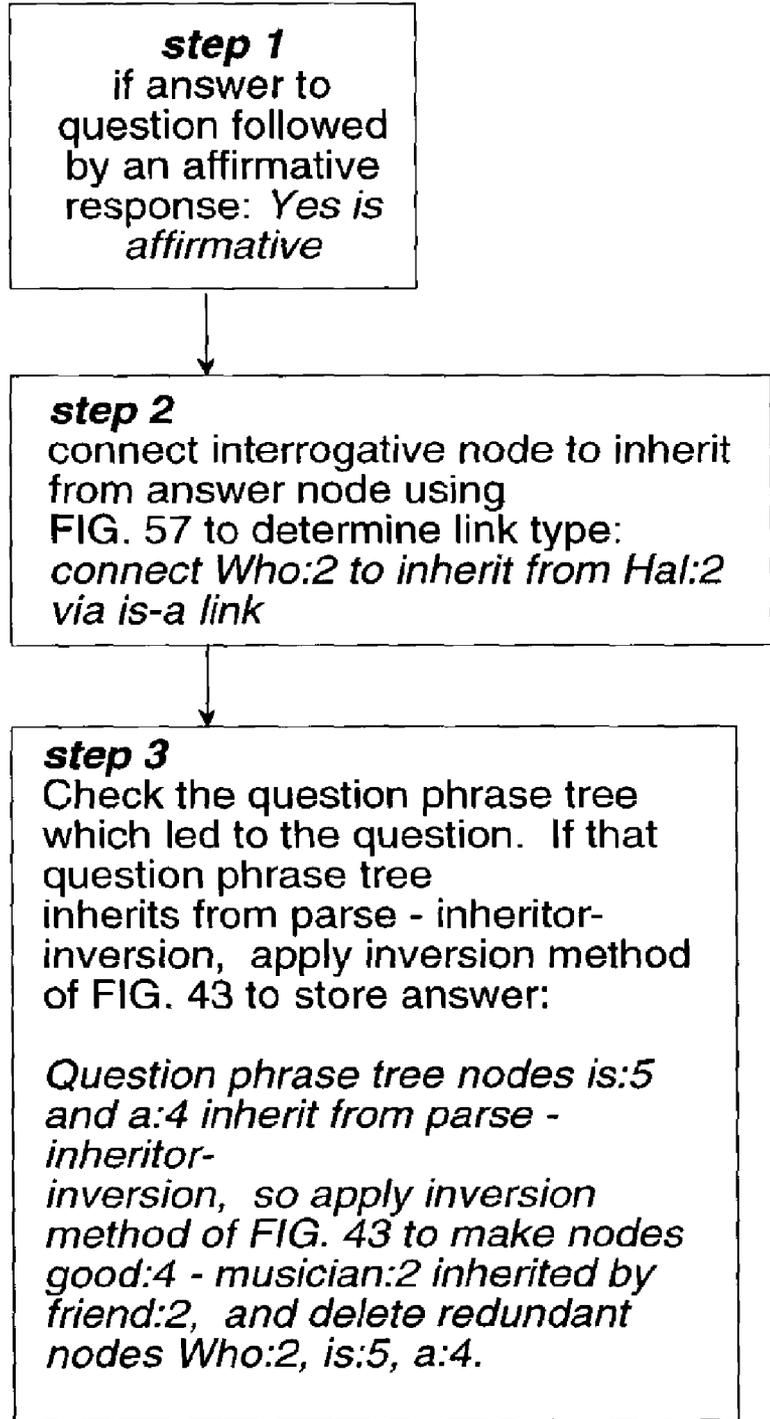 step 1
if answer to
question followed
by an affirmative
response: Yes is
affirmative
step 2
connect interrogative node to inherit
from answer node using
FIG. 57 to determine link type:
connect Who:2 to inherit from Hal:2
via is-a link
step 3
Check the question phrase tree
which led to the question. If that
question phrase tree
inherits from parse - inheritor-
inversion, apply inversion method
of FIG. 43 to store answer:
Question phrase tree nodes is:5
and a:4 inherit from parse -
inheritor-
inversion, so apply inversion
method of FIG. 43 to make nodes
good:4 - musician:2 inherited by
friend:2, and delete redundant
nodes Who:2, is:5, a:4.